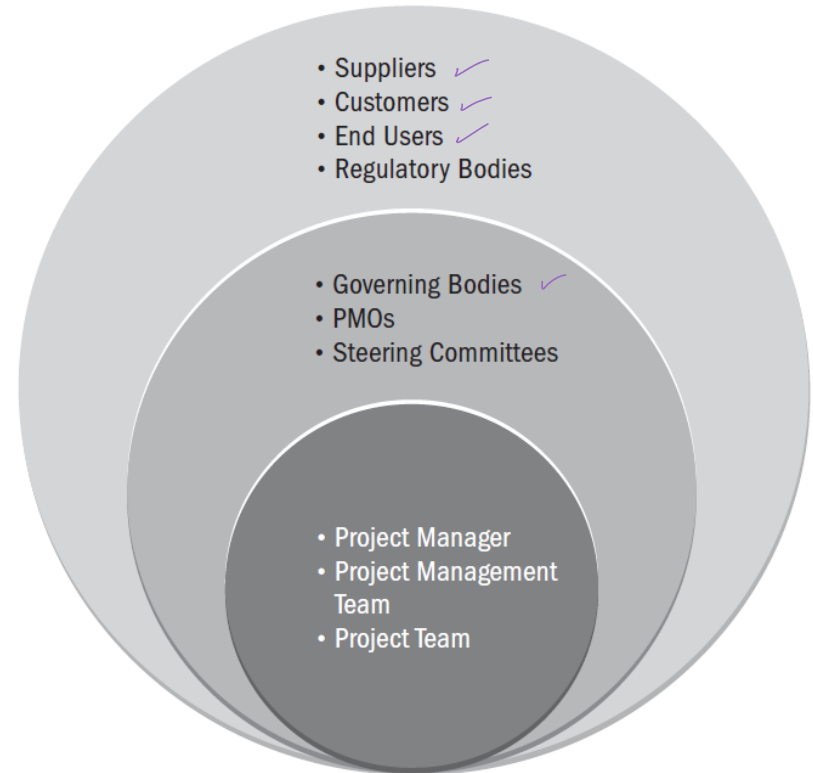 • Suppliers
• Customers
• End Users
• Regulatory Bodies
• Governing Bodies
• PMOs
• Steering Committees
• Project Manager
• Project Management
Team
• Project Team